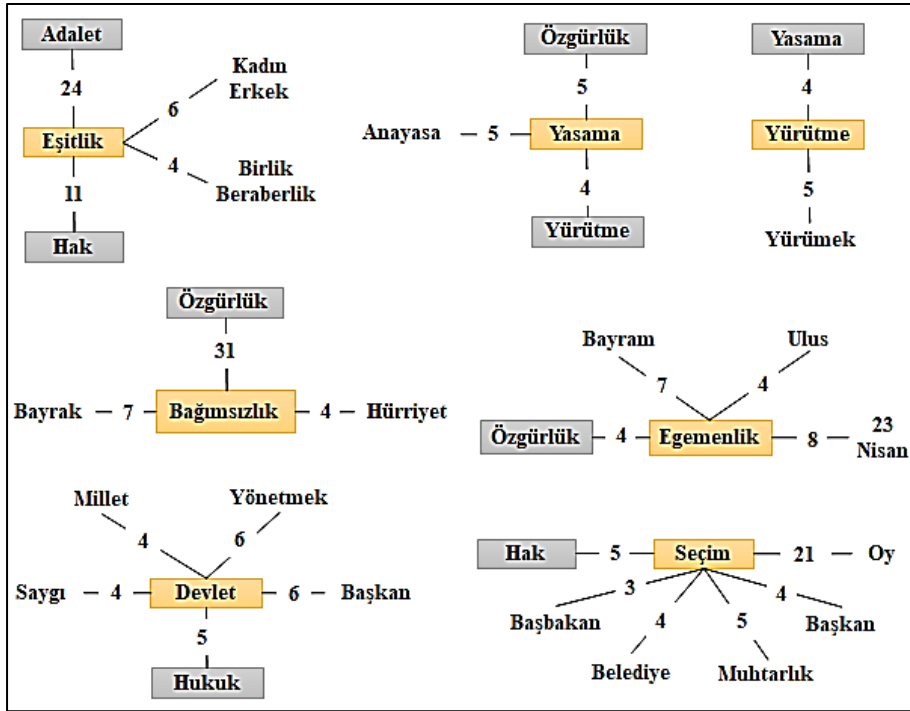 Adalet
24
Kadın
Erkek
6
Eşitlik
4
Birlik
Beraberlik
11
Hak
Özgürlük
5
Anayasa
5
Yasama
4
Yürütme
Yasama
4
Yürütme
5
Yürümek
Özgürlük
31
Bayrak
7
Bağımsızlık
4
Hürriyet
Bayram
Ulus
7
4
Özgürlük
4
Egemenlik
8
23
Nisan
Millet
Yönetmek
4
6
Saygı
4
Devlet
6
Başkan
5
Hukuk
Hak
5
Seçim
21
Oy
3
4
Başbakan
4
5
Başkan
Belediye
Muhtarlık